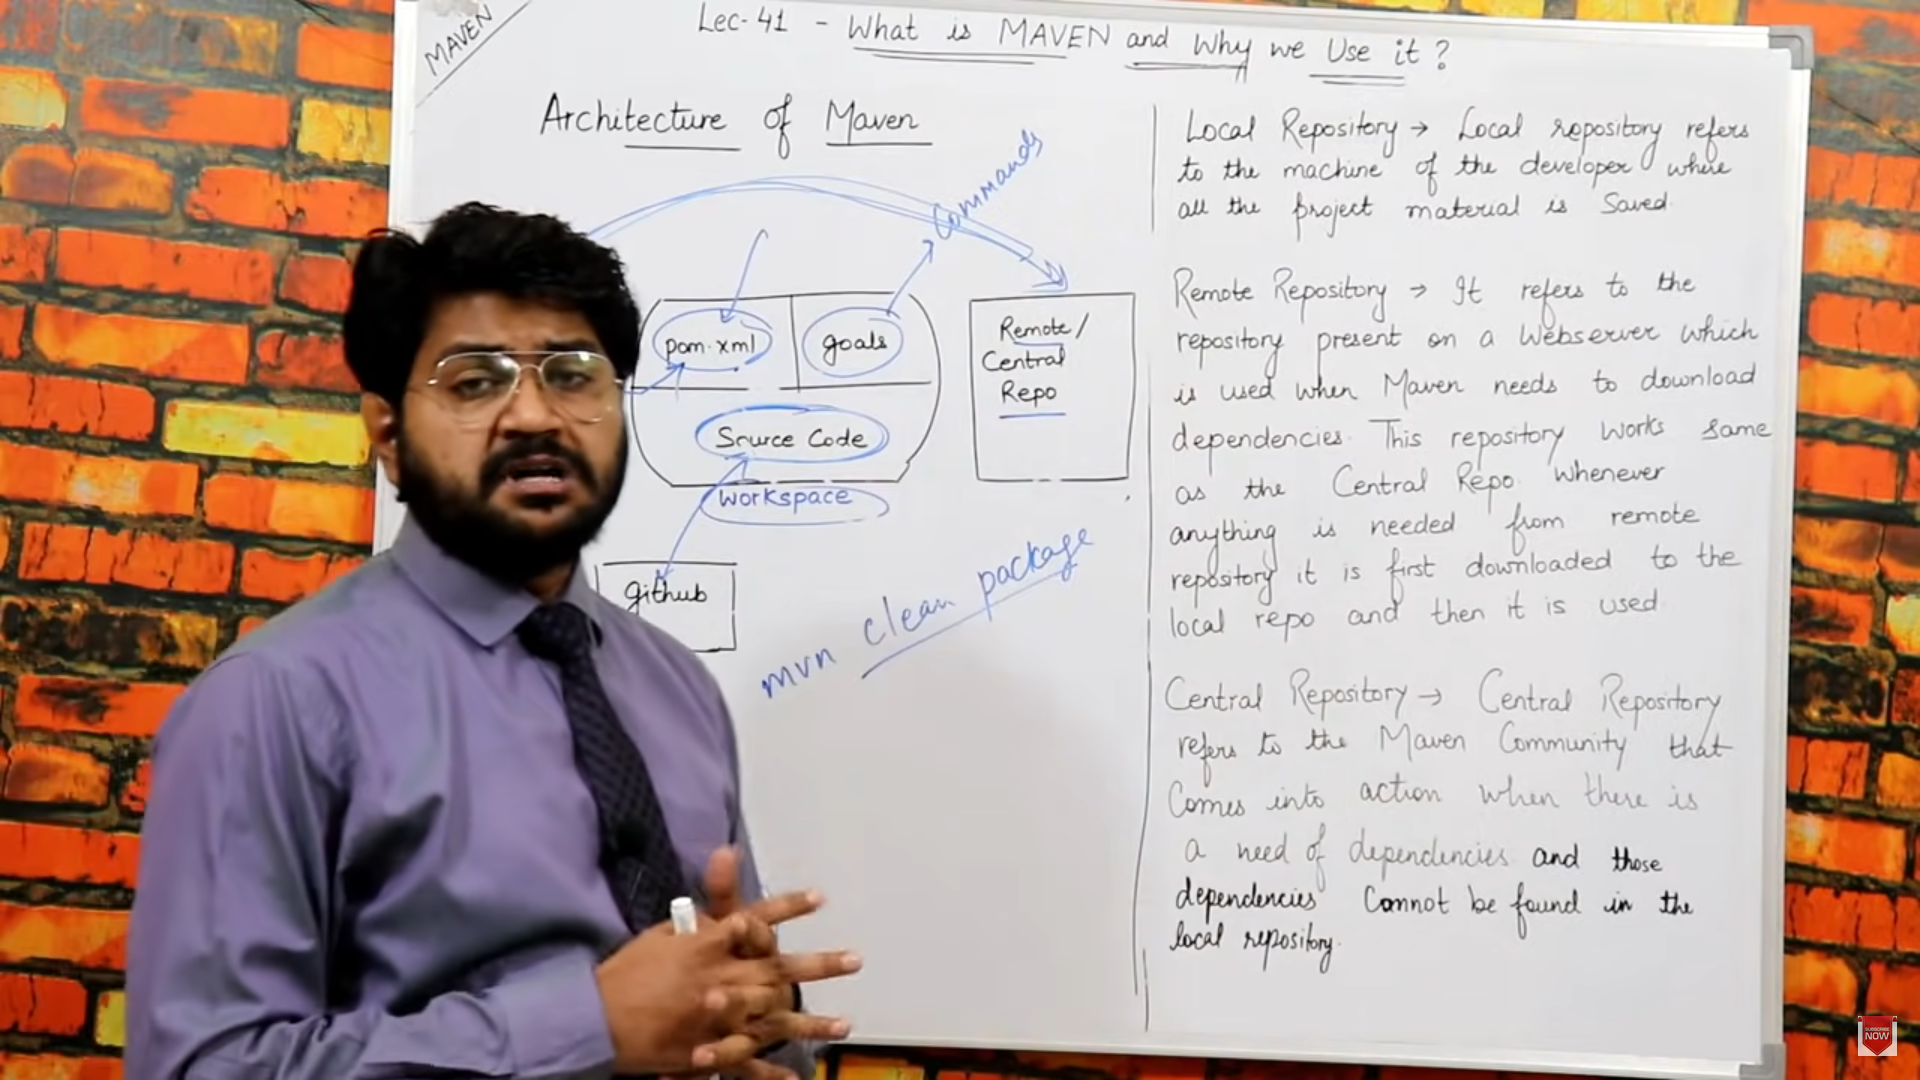 MAVEN
Lec-41 - What is MAVEN and Why we Use it?
Architecture of Maven
Commands
pom.xml
goals
Source Code
workspace
github
Remote/
Central
Repo
mvn clean package
Local Repository → Local repository refers
to the machine of the developer where
all the project material is Saved.
Remote Repository → It refers to the
repository present on a Webserver which
is used when Maven needs to download
dependencies. This repository works same
as the Central Repo. Whenever
anything is needed from remote
repository it is first downloaded to the
local repo and then it is used.
Central Repository → Central Repository
refers to the Maven Community that
Comes into action when there is
a need of dependencies and those
dependencies Cannot be found in the
local repository.
SUBSCRIBE
NOW